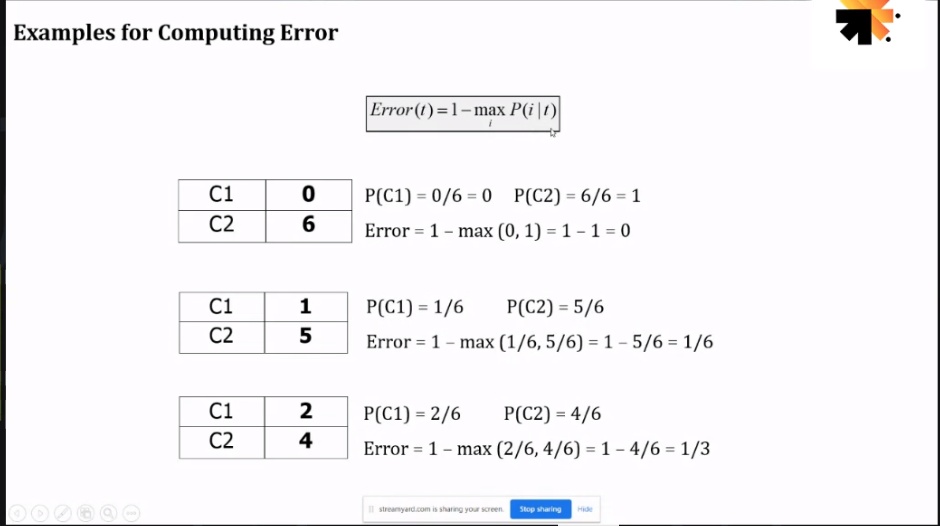 Examples for Computing Error
Error(t) = 1 − max P(i | t)
i
C1 0 P(C1) = 0/6 = 0 P(C2) = 6/6 = 1
C2 6 Error = 1 – max (0, 1) = 1 – 1 = 0
C1 1 P(C1) = 1/6 P(C2) = 5/6
C2 5 Error = 1 – max (1/6, 5/6) = 1 – 5/6 = 1/6
C1 2 P(C1) = 2/6 P(C2) = 4/6
C2 4 Error = 1 – max (2/6, 4/6) = 1 – 4/6 = 1/3
streamyard.com is sharing your screen. Stop sharing Hide